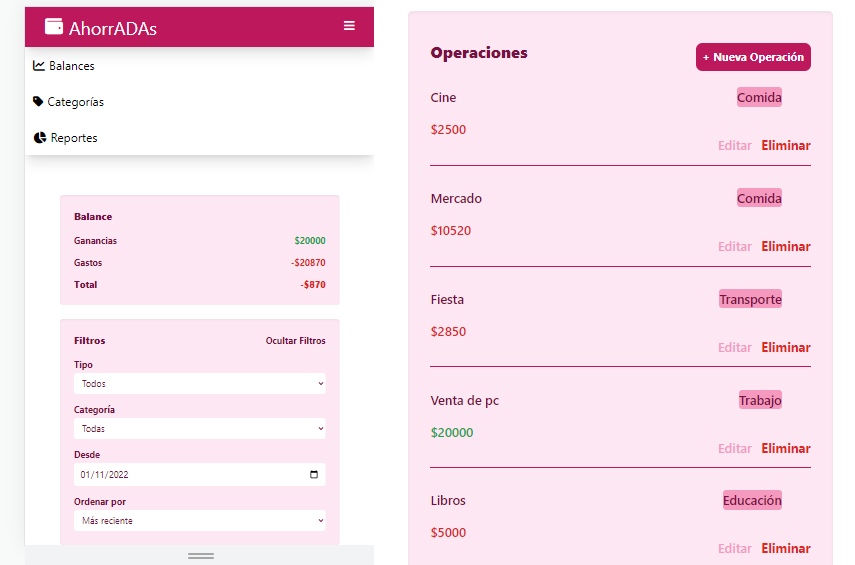 AhorrADAs
Balances
Categorías
Reportes
Balance
Ganancias $20000
Gastos -$20870
Total -$870
Filtros Ocultar Filtros
Tipo
Todos
Categoría
Todas
Desde
01/11/2022
Ordenar por
Más reciente
Operaciones + Nueva Operación
Cine Comida
$2500
Editar Eliminar
Mercado Comida
$10520
Editar Eliminar
Fiesta Transporte
$2850
Editar Eliminar
Venta de pc Trabajo
$20000
Editar Eliminar
Libros Educación
$5000
Editar Eliminar